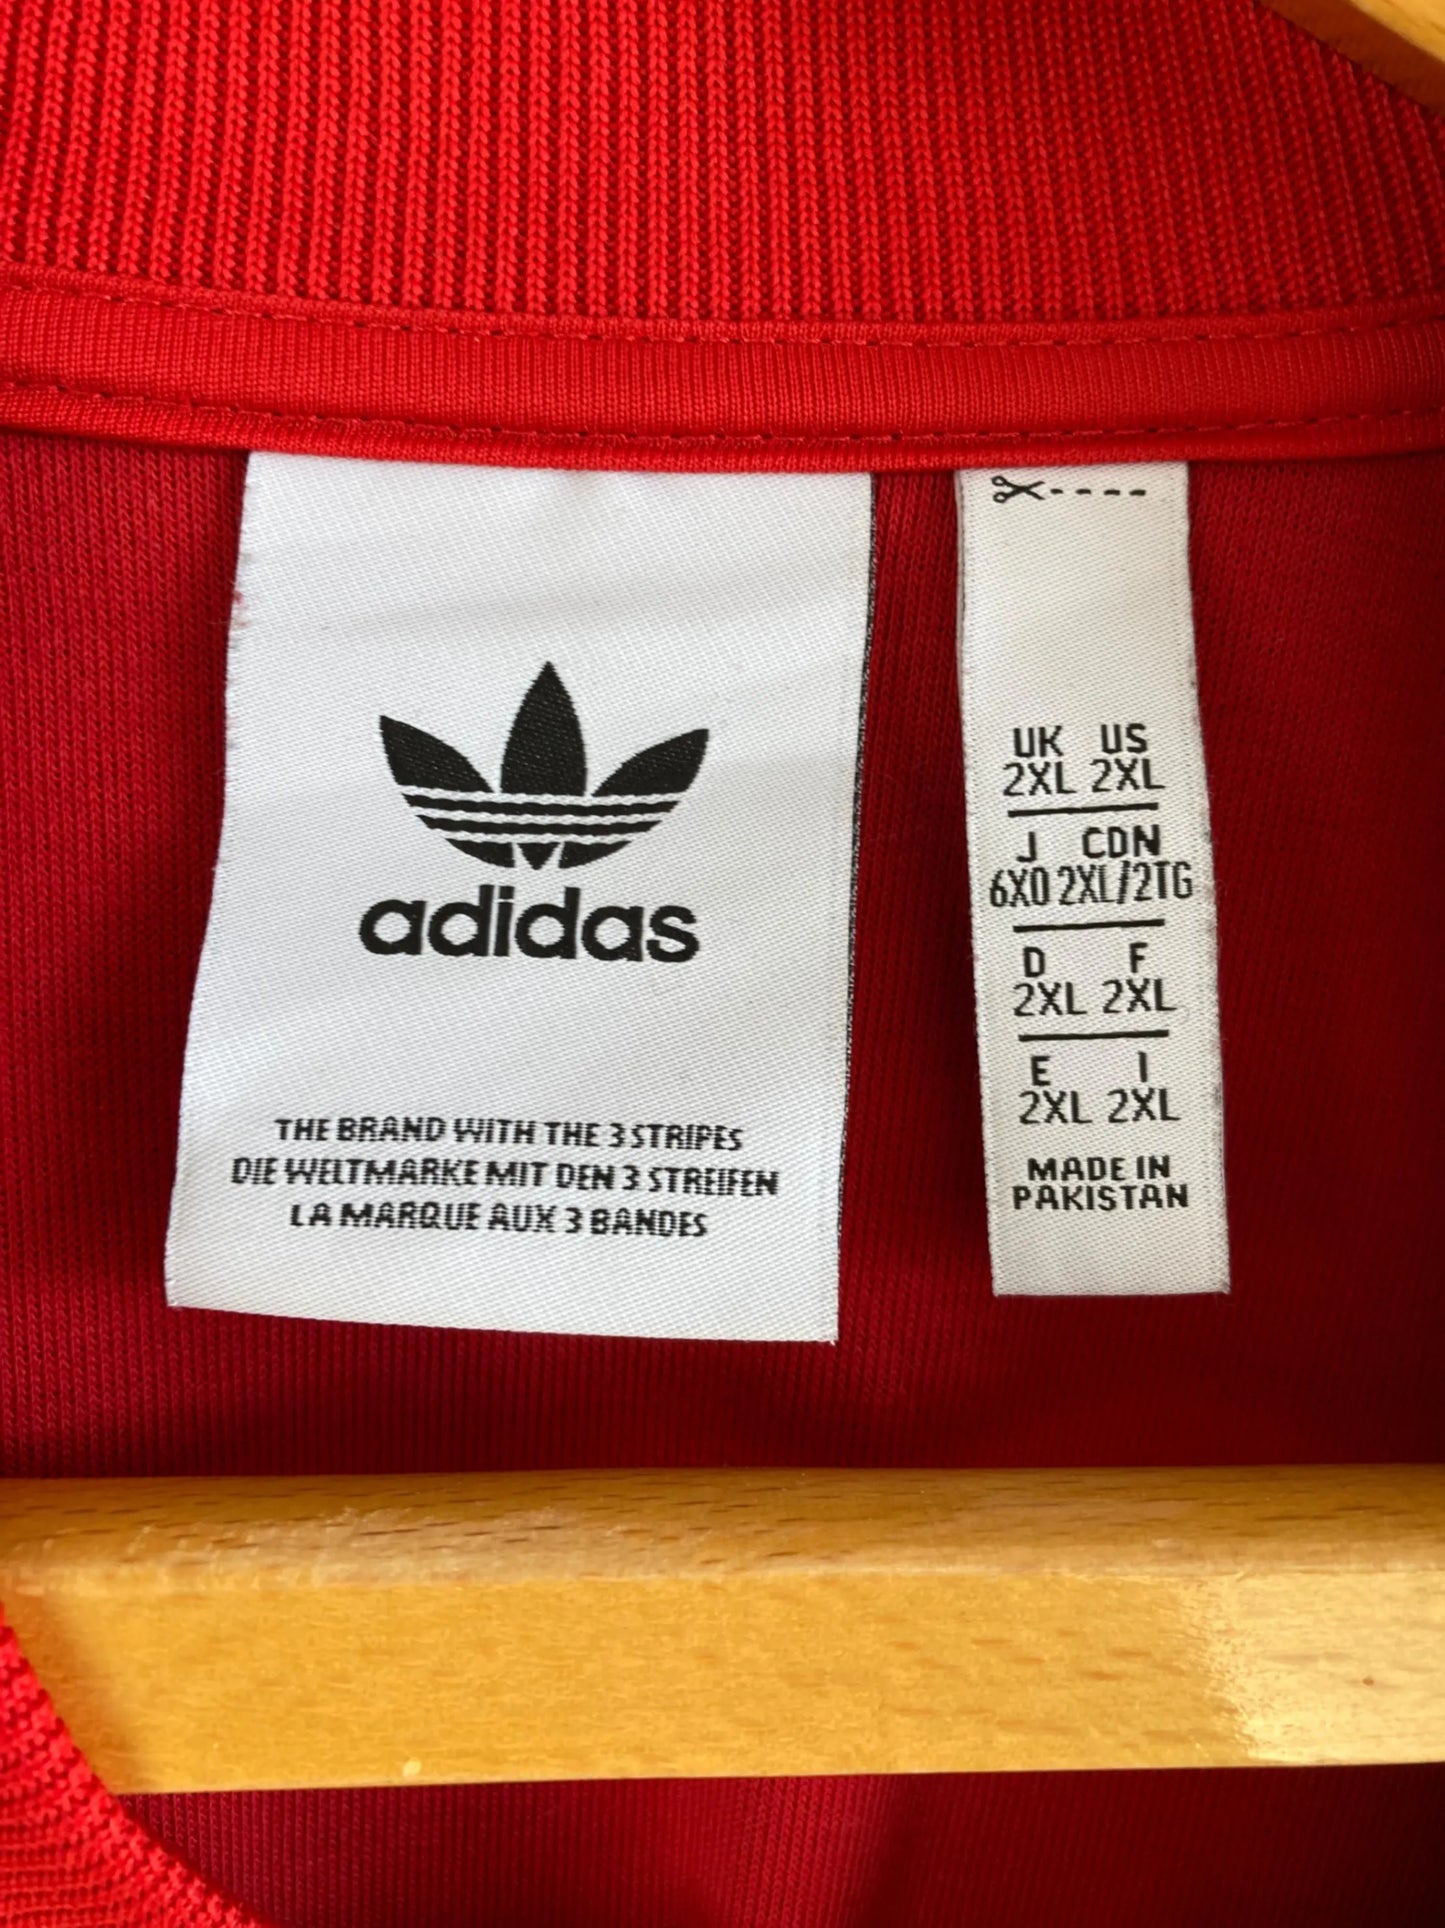 adidas
THE BRAND WITH THE 3 STRIPES
DIE WELTMARKE MIT DEN 3 STREIFEN
LA MARQUE AUX 3 BANDES
UK US
2XL 2XL
J CDN
6XO 2XL/2TG
D F
2XL 2XL
E I
2XL 2XL
MADE IN
PAKISTAN